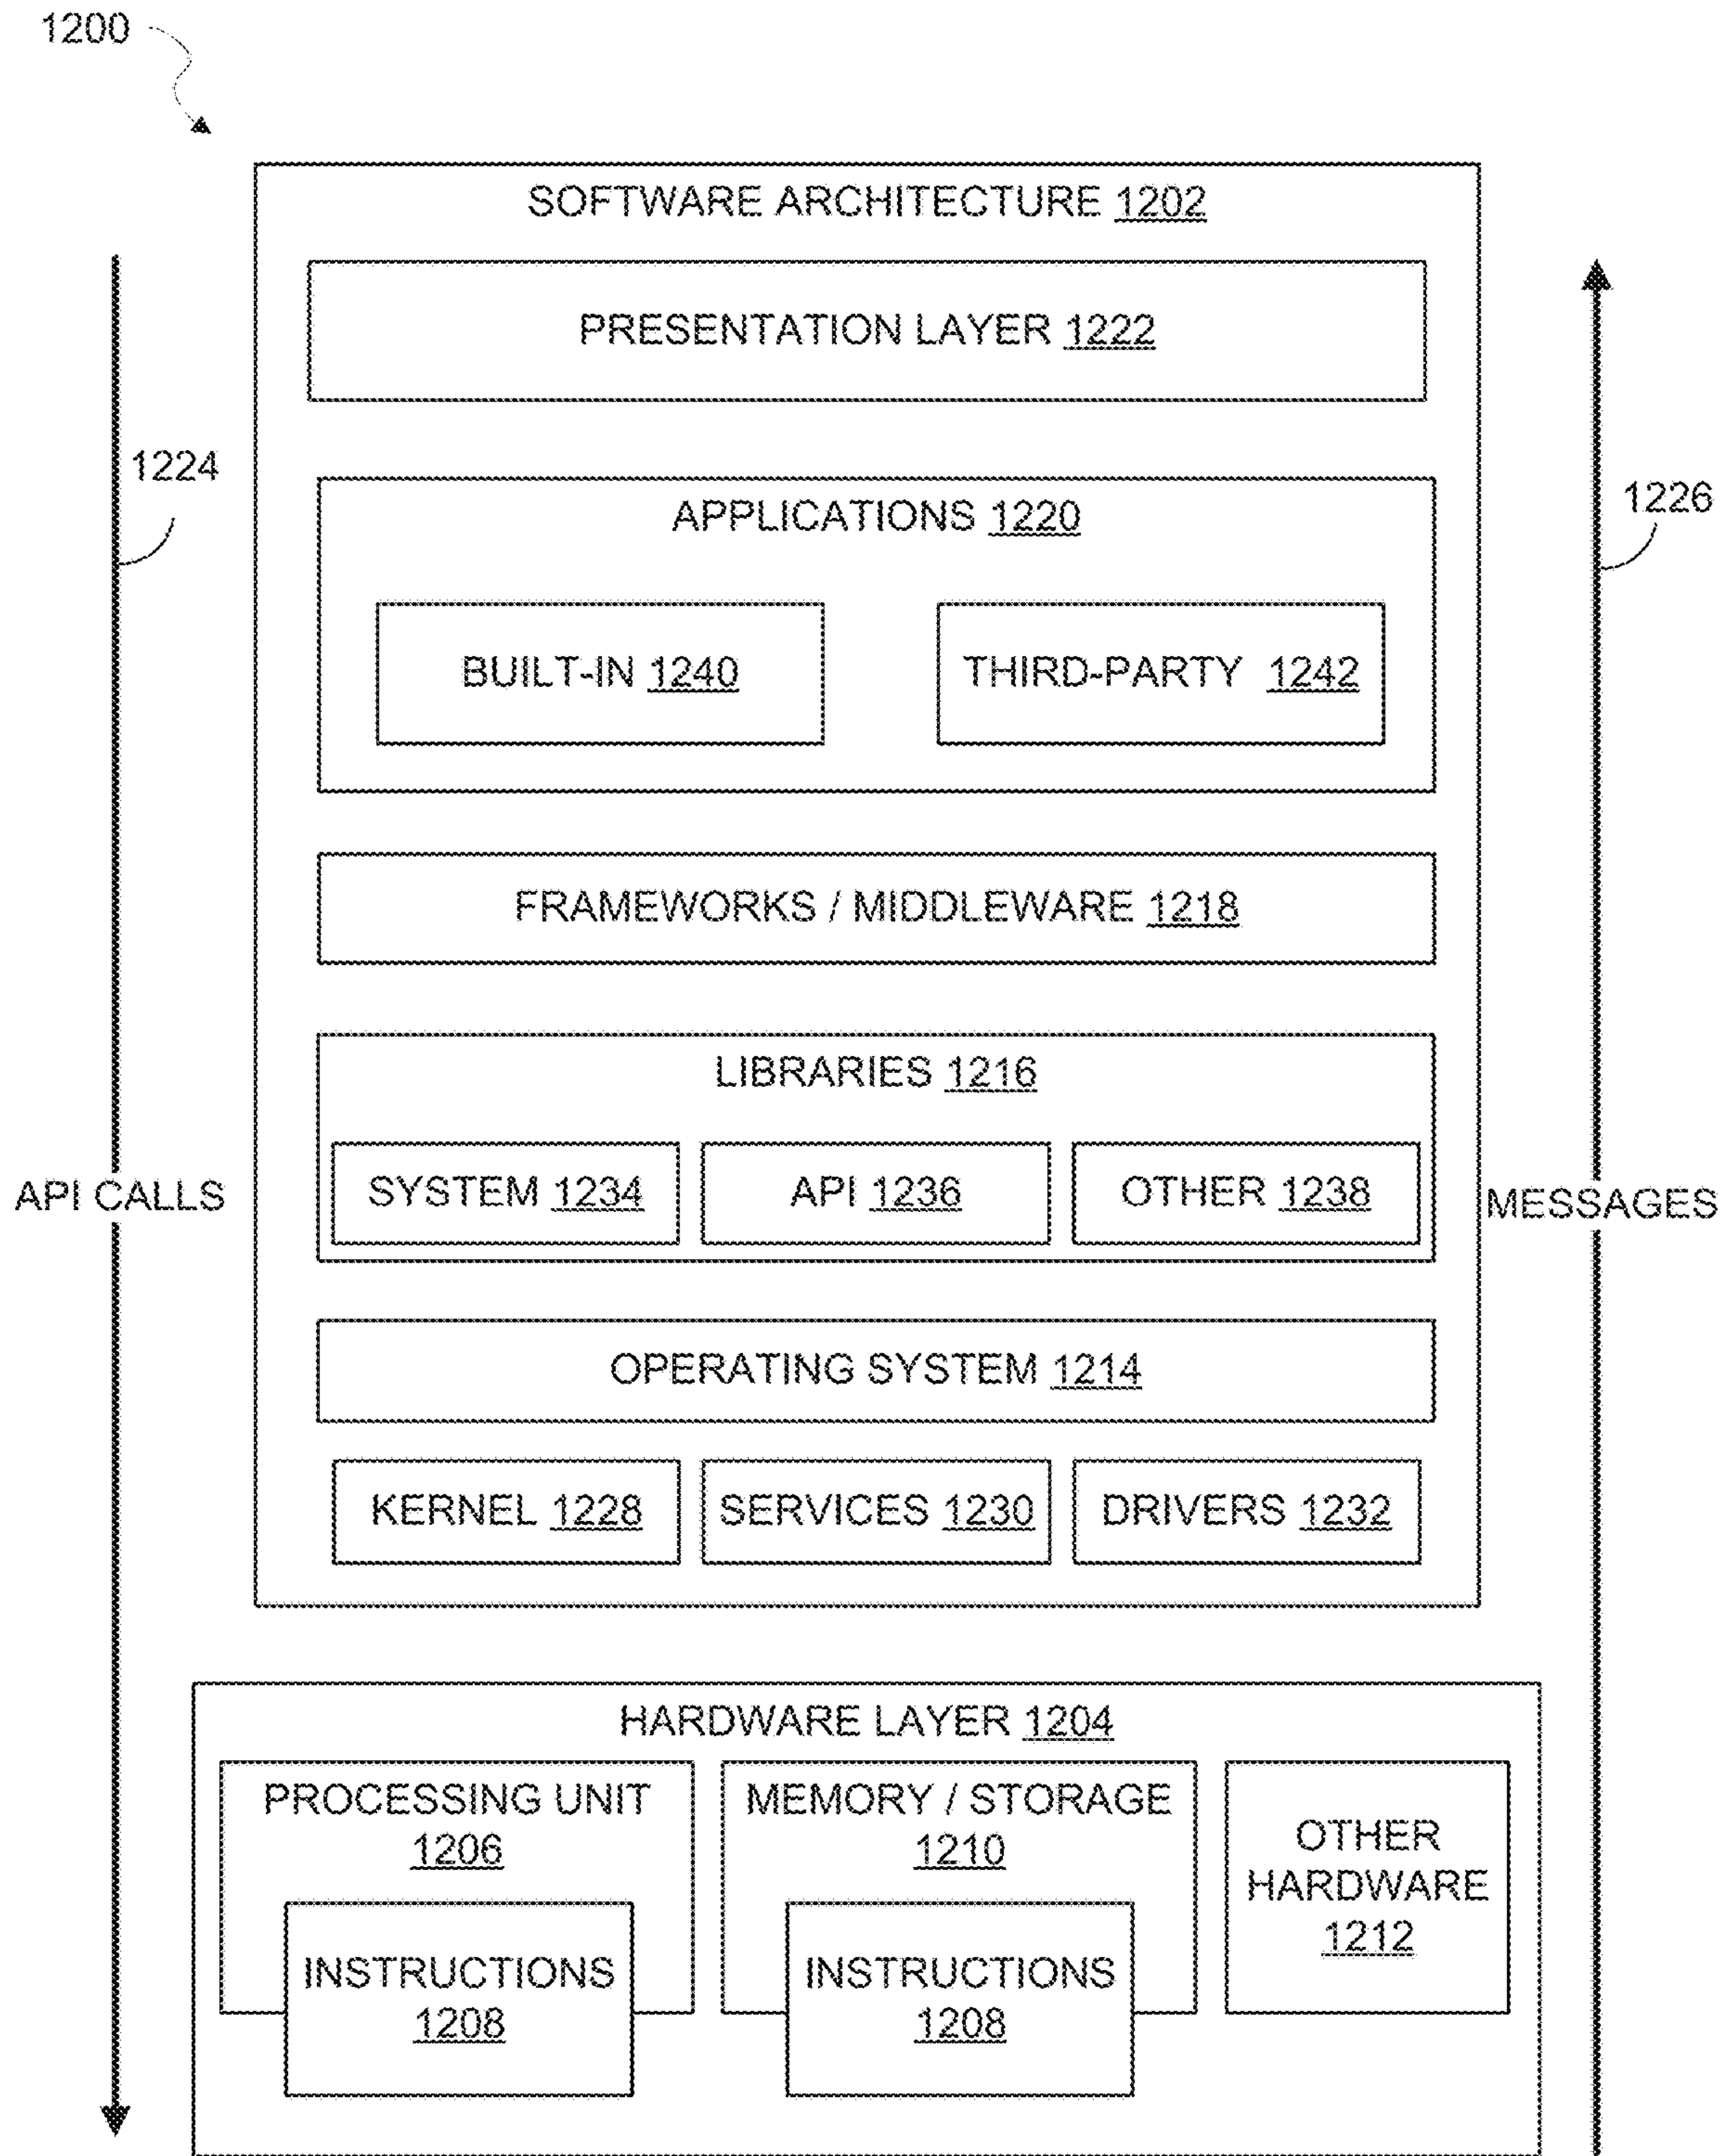 1200
SOFTWARE ARCHITECTURE 1202
PRESENTATION LAYER 1222
1224
1226
APPLICATIONS 1220
BUILT-IN 1240
THIRD-PARTY 1242
FRAMEWORKS / MIDDLEWARE 1218
LIBRARIES 1216
SYSTEM 1234
API 1236
OTHER 1238
API CALLS
MESSAGES
OPERATING SYSTEM 1214
KERNEL 1228
SERVICES 1230
DRIVERS 1232
HARDWARE LAYER 1204
PROCESSING UNIT
1206
INSTRUCTIONS
1208
MEMORY / STORAGE
1210
INSTRUCTIONS
1208
OTHER
HARDWARE
1212